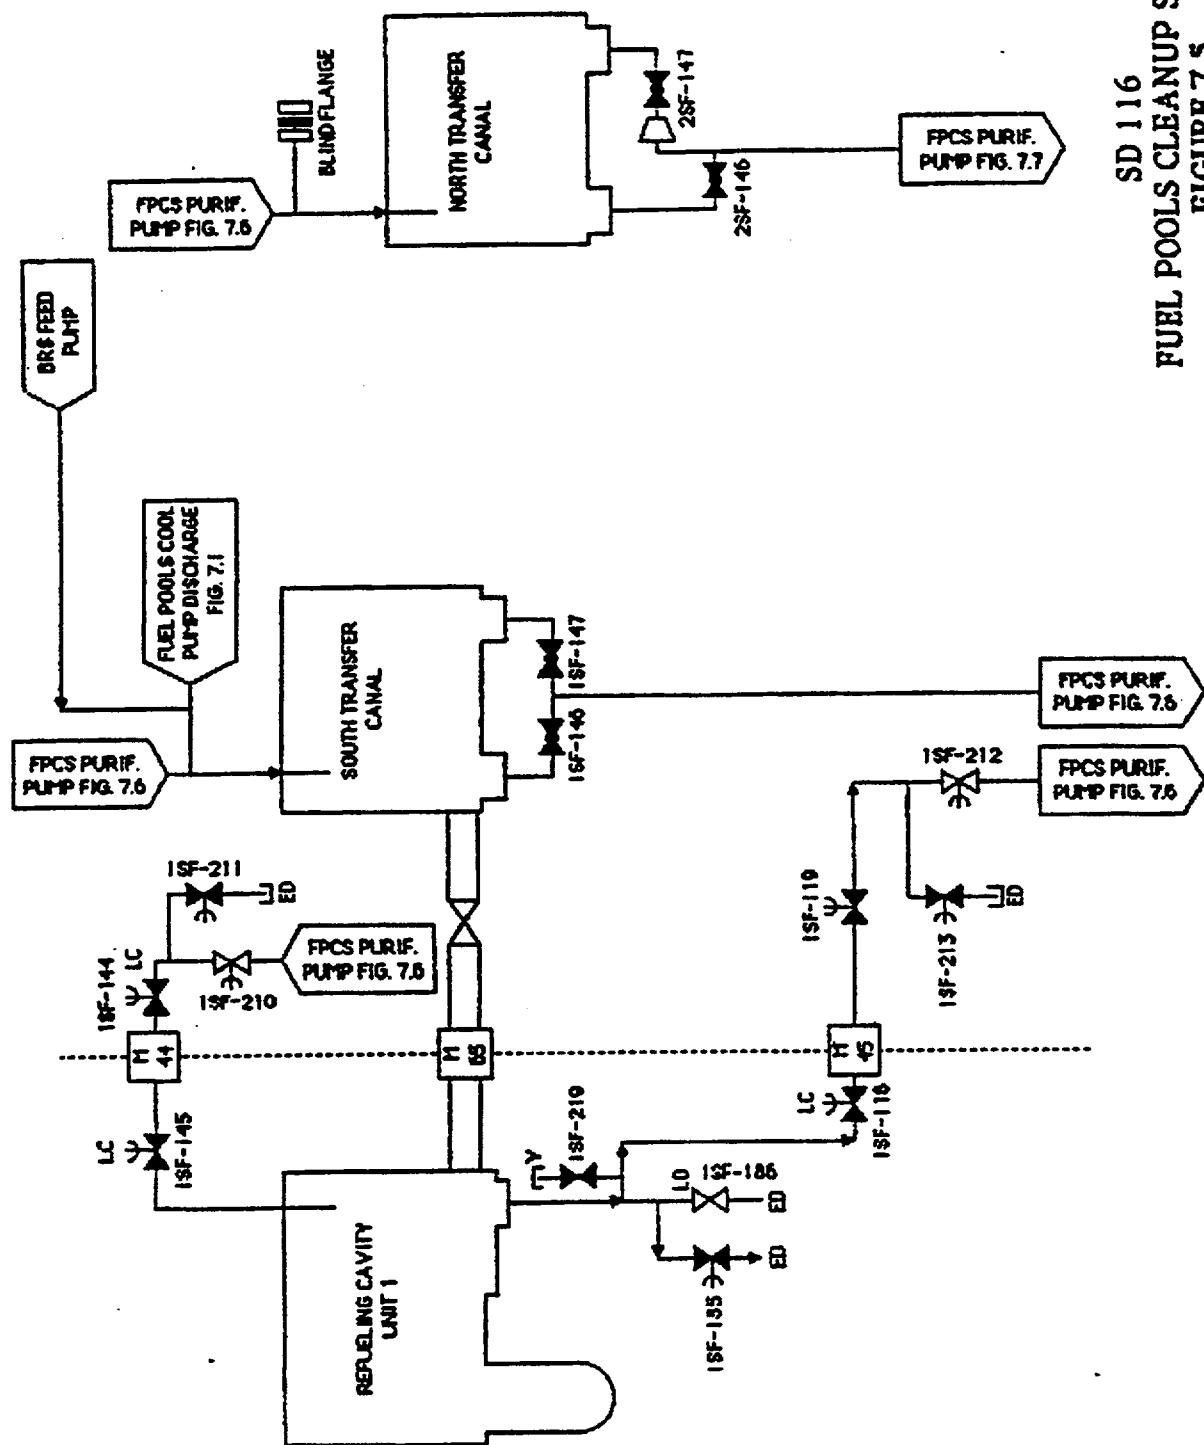 BRS FEED
PUMP
FPCS PURIF.
PUMP FIG. 7.6
BLIND FLANGE
NORTH TRANSFER
CANAL
2SF-147
2SF-146
FPCS PURIF.
PUMP FIG. 7.7
FUEL POOLS COOL
PUMP DISCHARGE
FIG. 7.1
FPCS PURIF.
PUMP FIG. 7.6
SOUTH TRANSFER
CANAL
1SF-147
1SF-146
FPCS PURIF.
PUMP FIG. 7.6
1SF-211
ED
LC
1SF-144
1SF-210
FPCS PURIF.
PUMP FIG. 7.6
1SF-212
FPCS PURIF.
PUMP FIG. 7.6
1SF-119
1SF-213
ED
M
44
M
65
M
45
LC
1SF-145
LC
1SF-118
1SF-219
Y
LO
1SF-186
ED
ED
1SF-185
REFUELING CAVITY
UNIT 1
SD 116
FUEL POOLS CLEANUP S
FIGURE 7.5